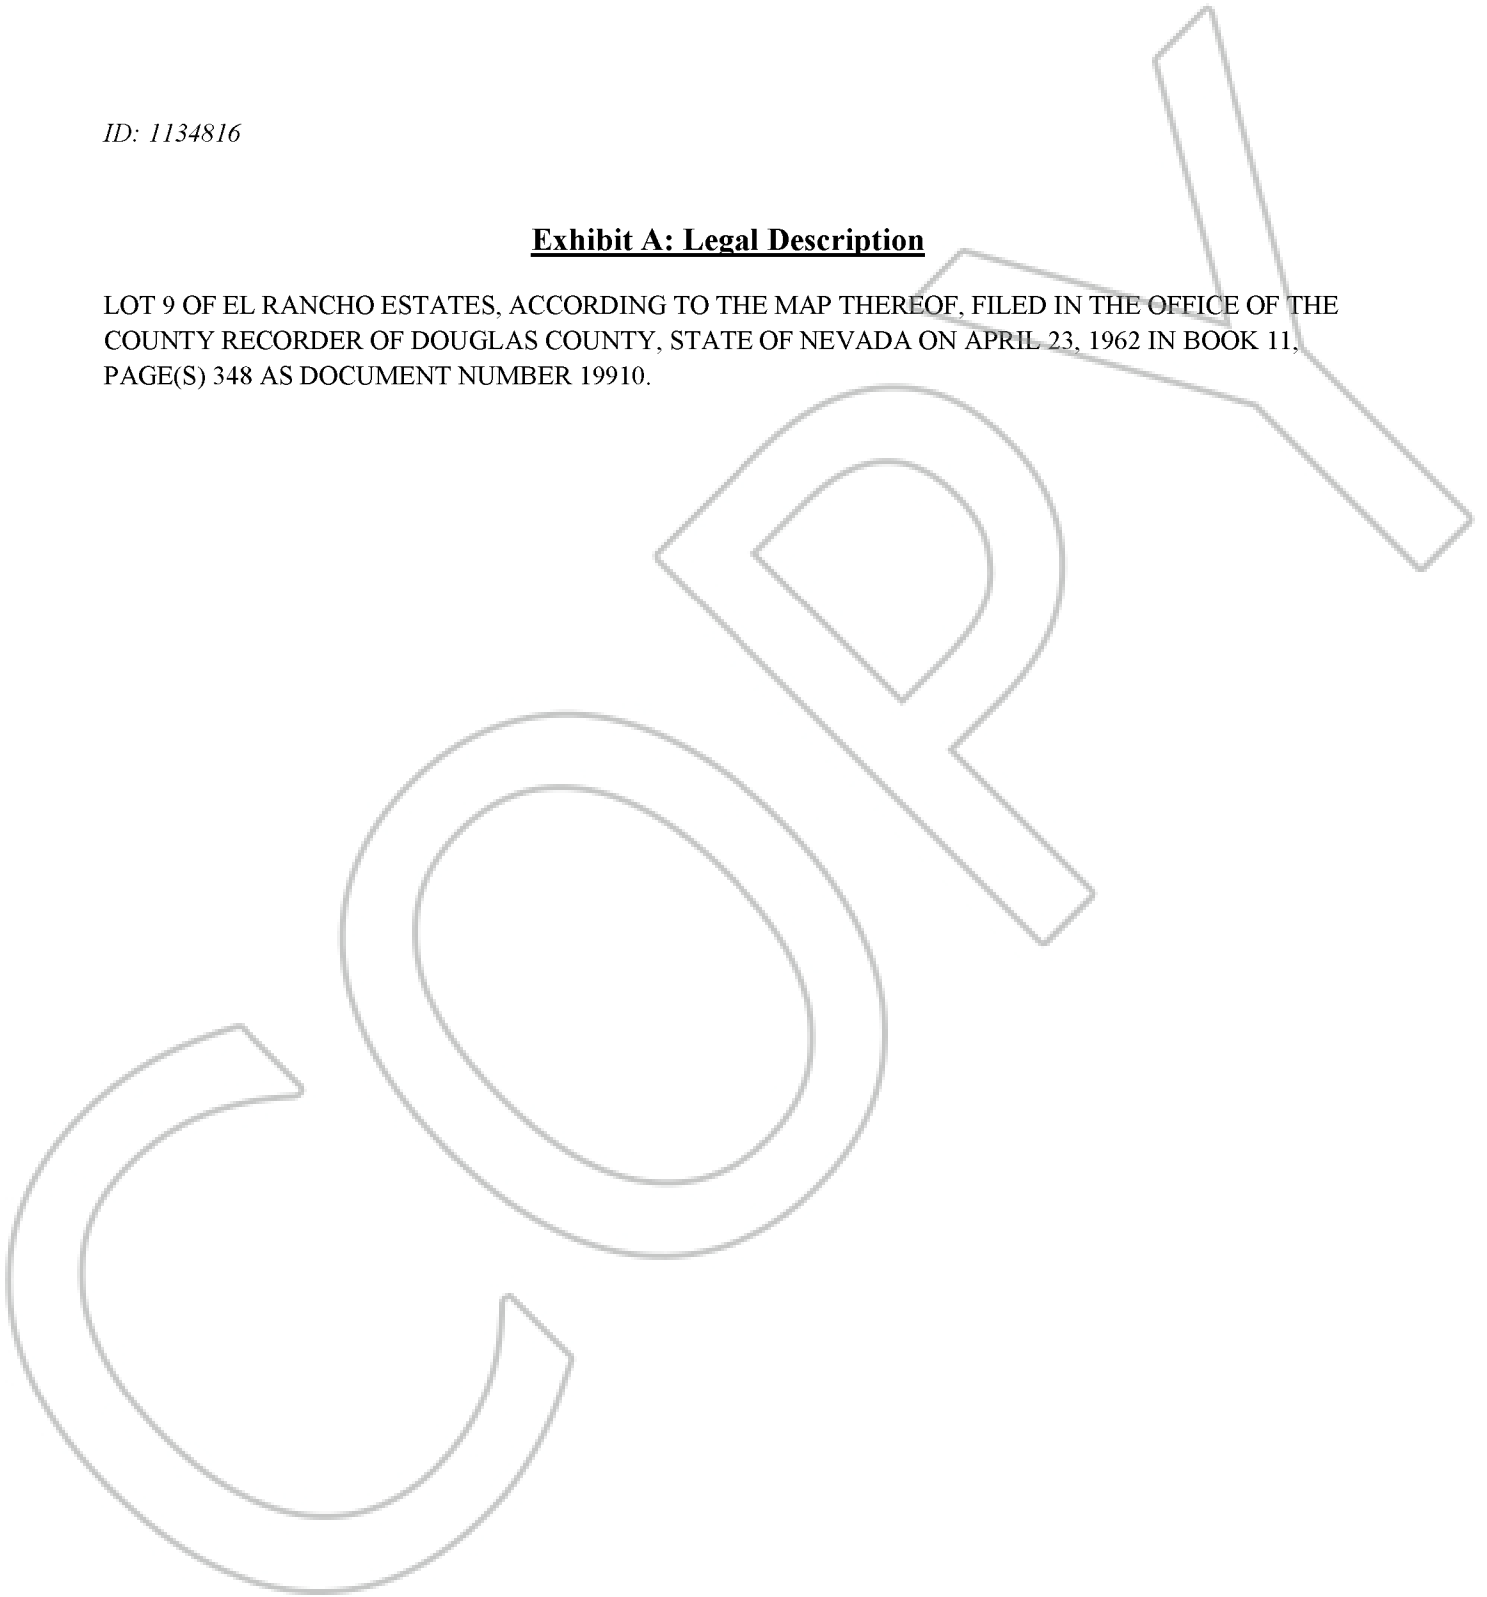 ID: 1134816
Exhibit A: Legal Description
LOT 9 OF EL RANCHO ESTATES, ACCORDING TO THE MAP THEREOF, FILED IN THE OFFICE OF THE
COUNTY RECORDER OF DOUGLAS COUNTY, STATE OF NEVADA ON APRIL 23, 1962 IN BOOK 11,
PAGE(S) 348 AS DOCUMENT NUMBER 19910.
COPY